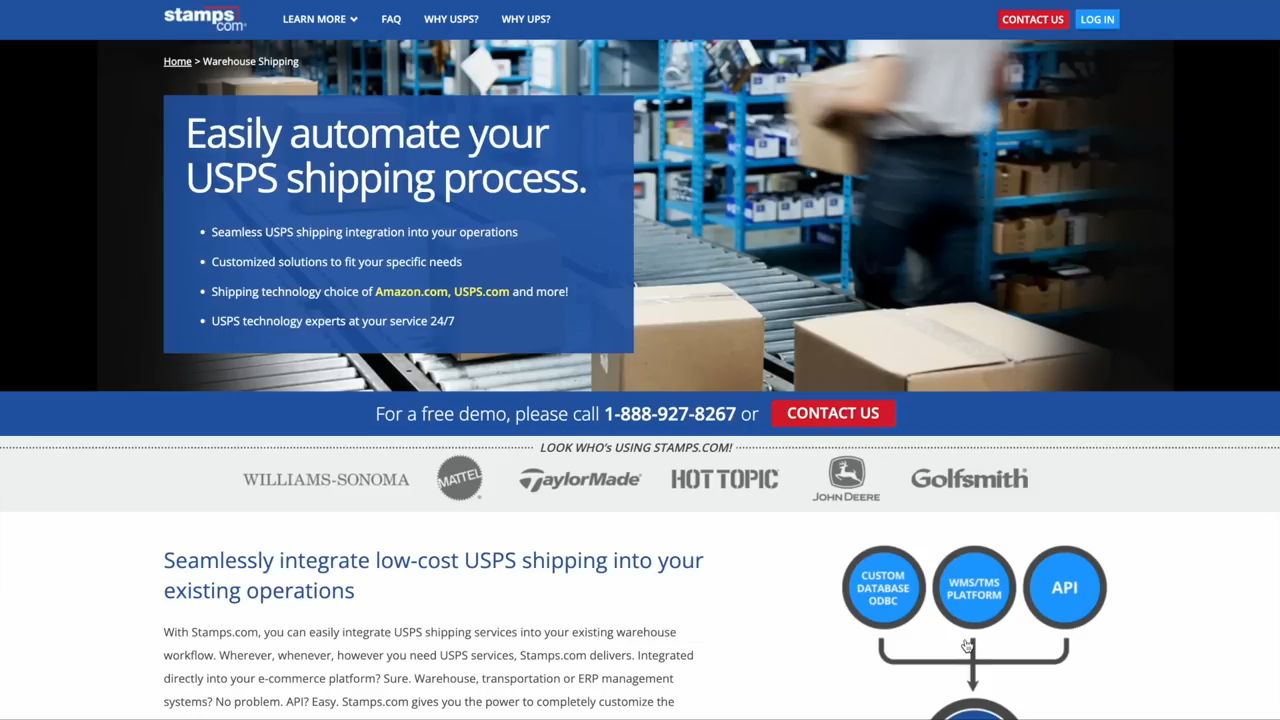 stamps.com
LEARN MORE
FAQ
WHY USPS?
WHY UPS?
CONTACT US
LOG IN
Home > Warehouse Shipping
Easily automate your
USPS shipping process.
• Seamless USPS shipping integration into your operations
• Customized solutions to fit your specific needs
• Shipping technology choice of Amazon.com, USPS.com and more!
• USPS technology experts at your service 24/7
For a free demo, please call 1-888-927-8267 or CONTACT US
LOOK WHO's USING STAMPS.COM!
WILLIAMS-SONOMA
MATTEL
TaylorMade
HOT TOPIC
JOHN DEERE
Golfsmith
Seamlessly integrate low-cost USPS shipping into your
existing operations
With Stamps.com, you can easily integrate USPS shipping services into your existing warehouse
workflow. Wherever, whenever, however you need USPS services, Stamps.com delivers. Integrated
directly into your e-commerce platform? Sure. Warehouse, transportation or ERP management
systems? No problem. API? Easy. Stamps.com gives you the power to completely customize the
CUSTOM
DATABASE
ODBC
WMS/TMS
PLATFORM
API